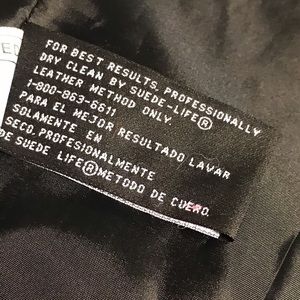 FOR BEST RESULTS, PROFESSIONALLY
DRY CLEAN BY SUEDE-LIFE®
LEATHER METHOD ONLY.
1-800-863-6611
PARA EL MEJOR RESULTADO LAVAR
SOLAMENTE EN
SECO, PROFESIONALMENTE
DE SUEDE LIFE® METODO DE CUERO.